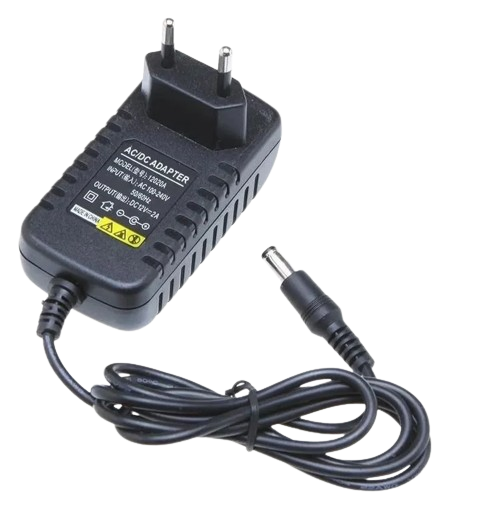 AC/DC ADAPTER
MODEL(型号):12020A
INPUT(输入):AC 100-240V
50/60Hz
OUTPUT(输出):DC12V⎓2A
MADE IN CHINA